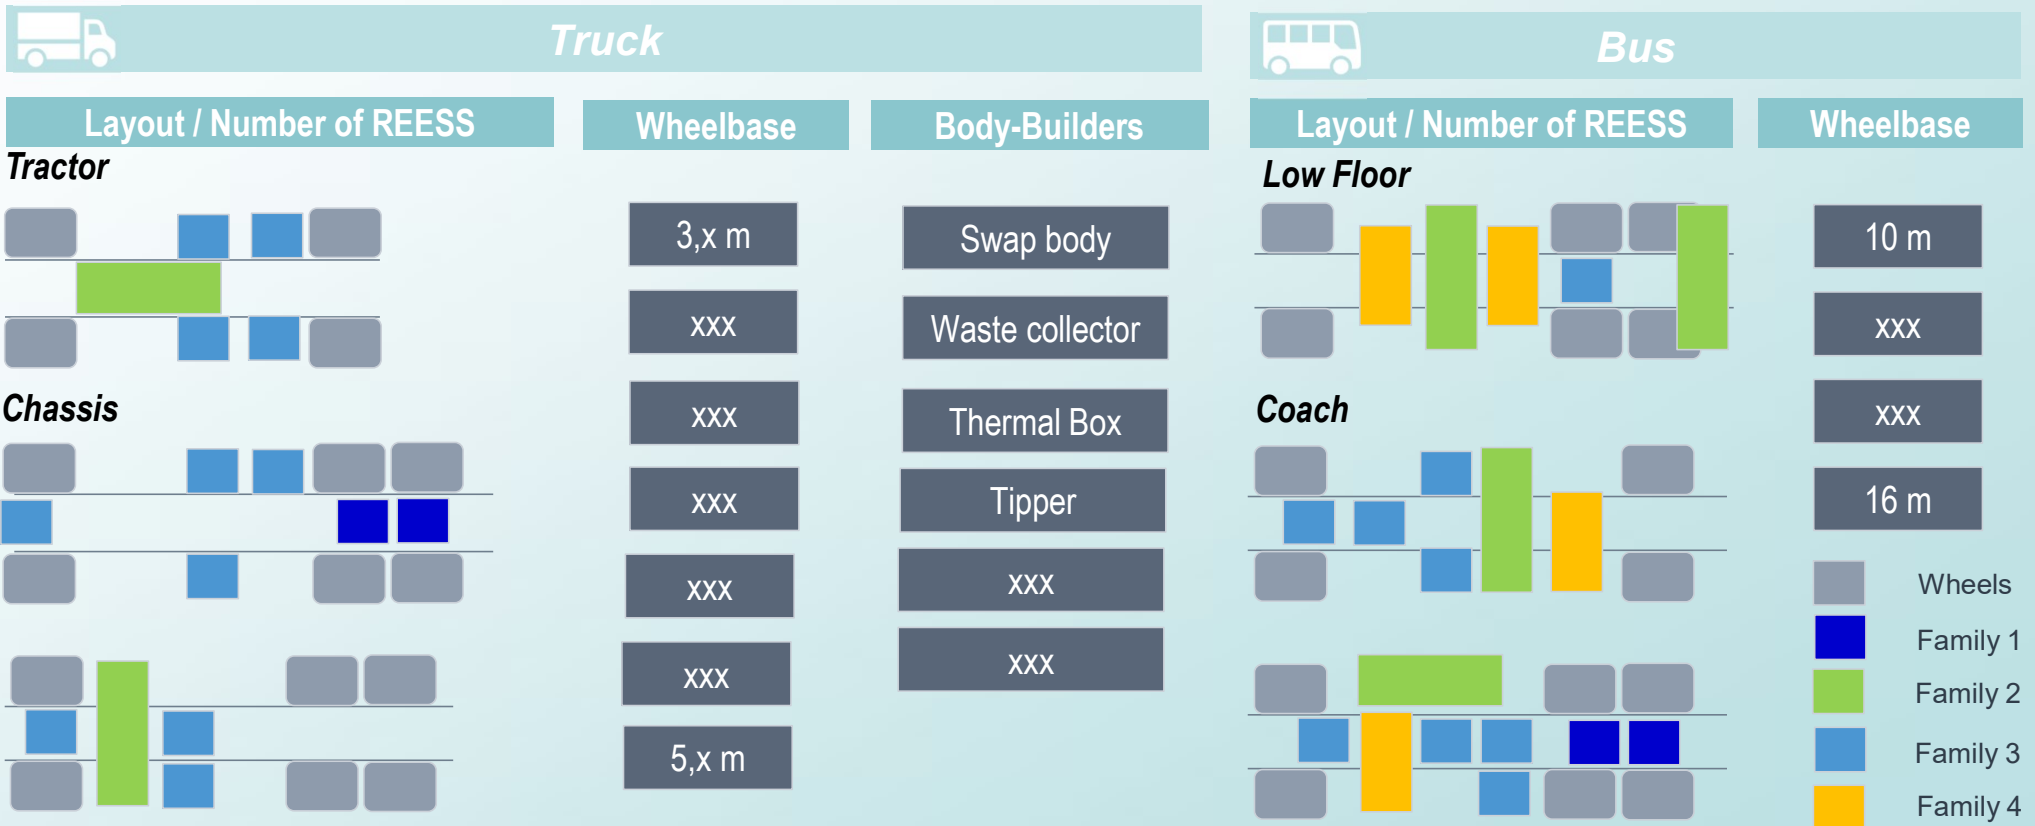 Truck
Bus
Layout / Number of REESS
Wheelbase
Body-Builders
Layout / Number of REESS
Wheelbase
Tractor
3,x m
xxx
xxx
xxx
xxx
xxx
5,x m
Swap body
Waste collector
Thermal Box
Tipper
xxx
xxx
Chassis
Low Floor
Coach
10 m
xxx
xxx
16 m
Wheels
Family 1
Family 2
Family 3
Family 4